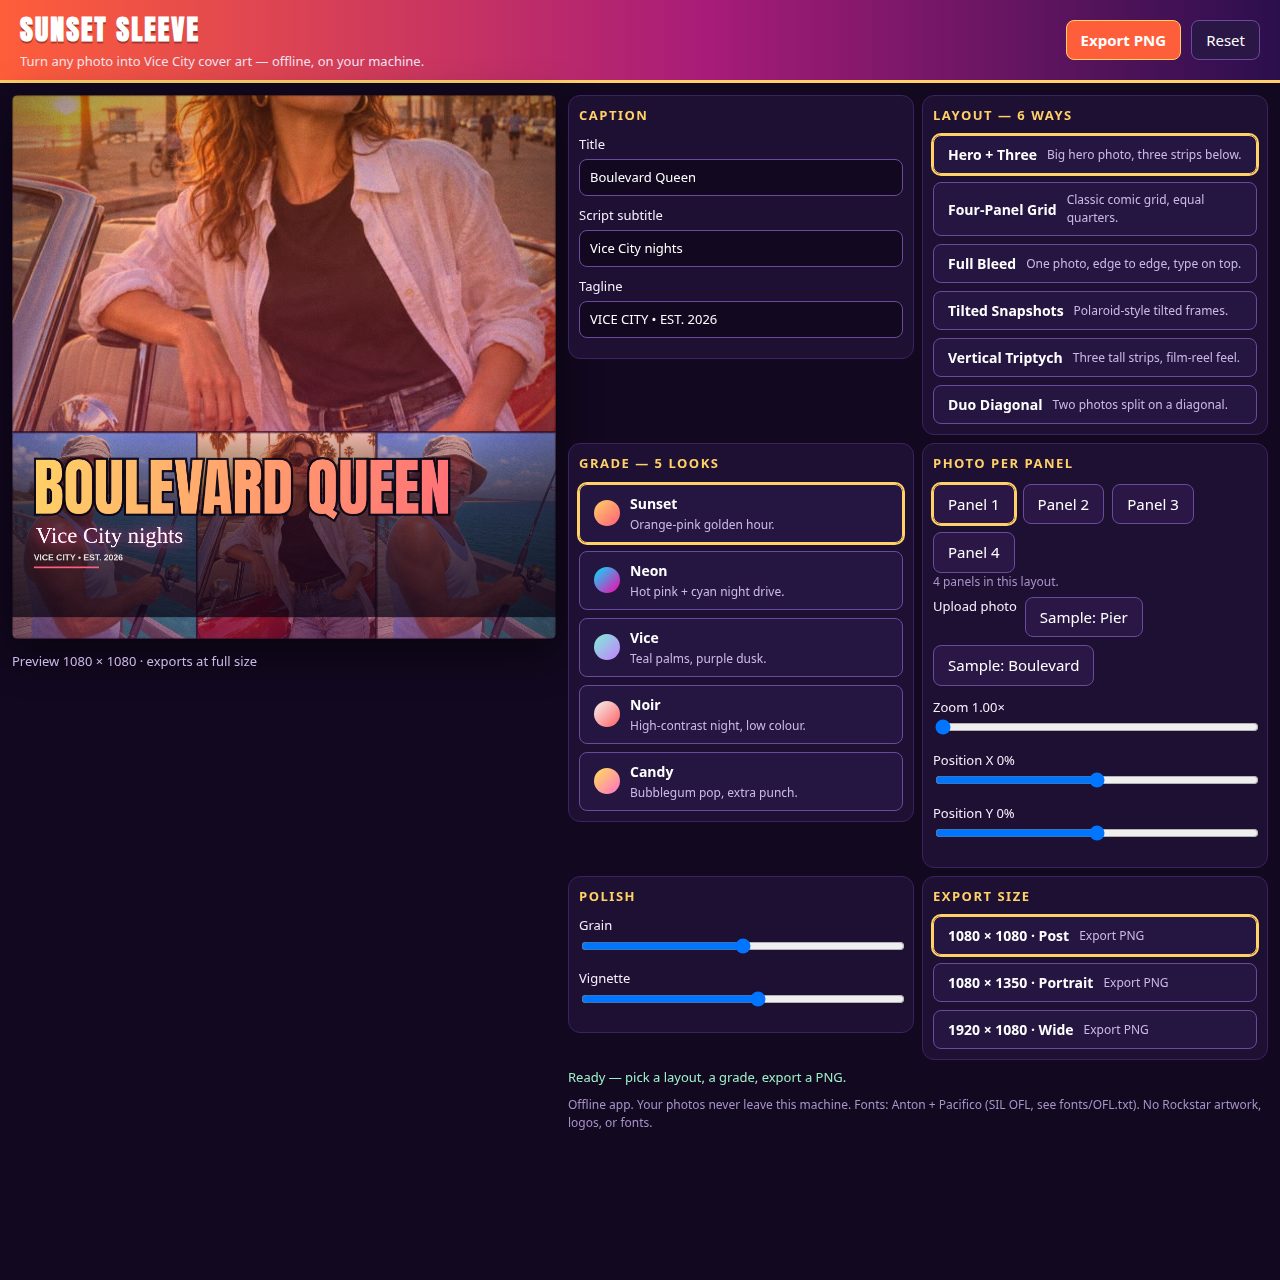 SUNSET SLEEVE
Turn any photo into Vice City cover art — offline, on your machine.
Export PNG
Reset
BOULEVARD QUEEN
Vice City nights
VICE CITY • EST. 2026
Preview 1080 × 1080 · exports at full size
CAPTION
Title
Boulevard Queen
Script subtitle
Vice City nights
Tagline
VICE CITY • EST. 2026
LAYOUT — 6 WAYS
Hero + Three Big hero photo, three strips below.
Four-Panel Grid Classic comic grid, equal
quarters.
Full Bleed One photo, edge to edge, type on top.
Tilted Snapshots Polaroid-style tilted frames.
Vertical Triptych Three tall strips, film-reel feel.
Duo Diagonal Two photos split on a diagonal.
GRADE — 5 LOOKS
Sunset
Orange-pink golden hour.
Neon
Hot pink + cyan night drive.
Vice
Teal palms, purple dusk.
Noir
High-contrast night, low colour.
Candy
Bubblegum pop, extra punch.
PHOTO PER PANEL
Panel 1
Panel 2
Panel 3
Panel 4
4 panels in this layout.
Upload photo
Sample: Pier
Sample: Boulevard
Zoom 1.00×
Position X 0%
Position Y 0%
POLISH
Grain
Vignette
EXPORT SIZE
1080 × 1080 · Post Export PNG
1080 × 1350 · Portrait Export PNG
1920 × 1080 · Wide Export PNG
Ready — pick a layout, a grade, export a PNG.
Offline app. Your photos never leave this machine. Fonts: Anton + Pacifico (SIL OFL, see fonts/OFL.txt). No Rockstar artwork,
logos, or fonts.